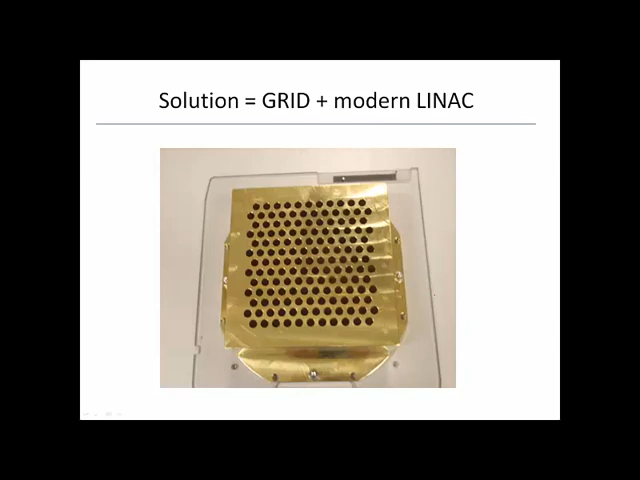 Solution = GRID + modern LINAC